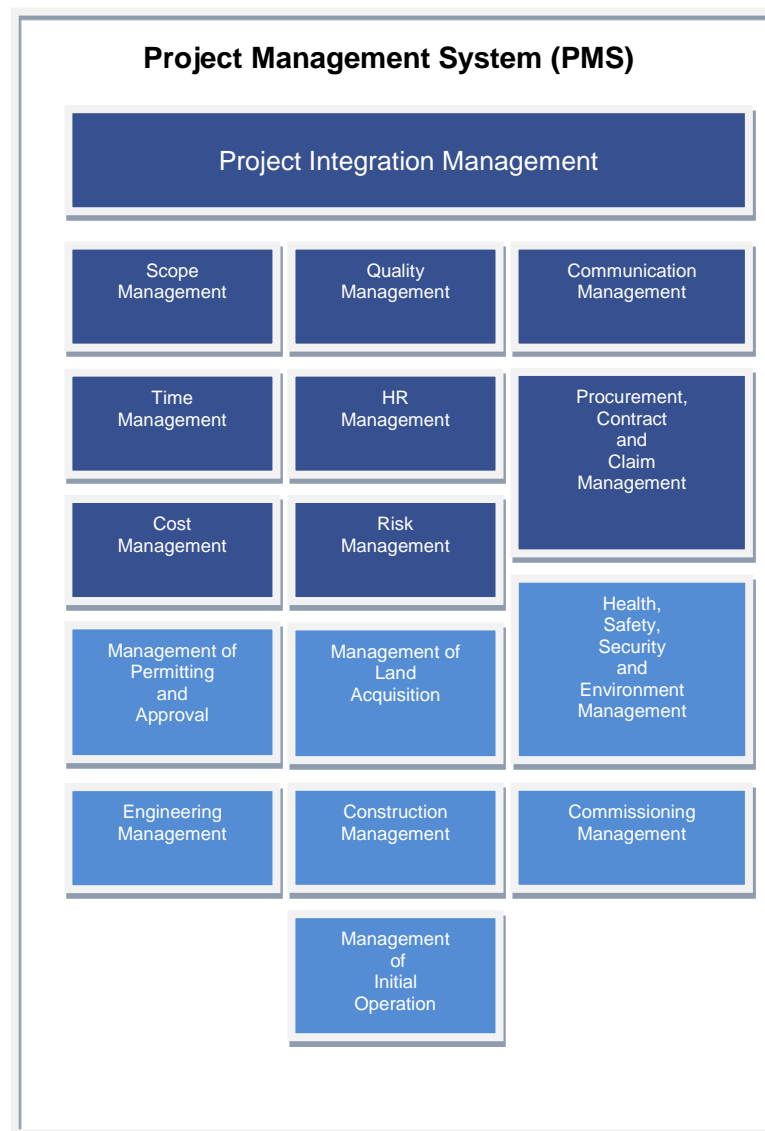 Project Management System (PMS)
Project Integration Management
Scope
Management
Quality
Management
Communication
Management
Time
Management
HR
Management
Procurement,
Contract
and
Claim
Management
Cost
Management
Risk
Management
Health,
Safety,
Security
and
Environment
Management
Management of
Permitting
and
Approval
Management of
Land
Acquisition
Engineering
Management
Construction
Management
Commissioning
Management
Management
of
Initial
Operation